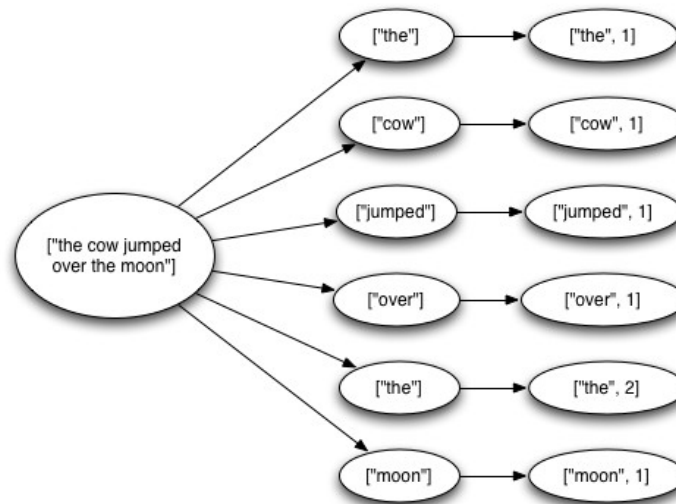 ["the"]
["the", 1]
["cow"]
["cow", 1]
["jumped"]
["jumped", 1]
["the cow jumped
over the moon"]
["over"]
["over", 1]
["the"]
["the", 2]
["moon"]
["moon", 1]